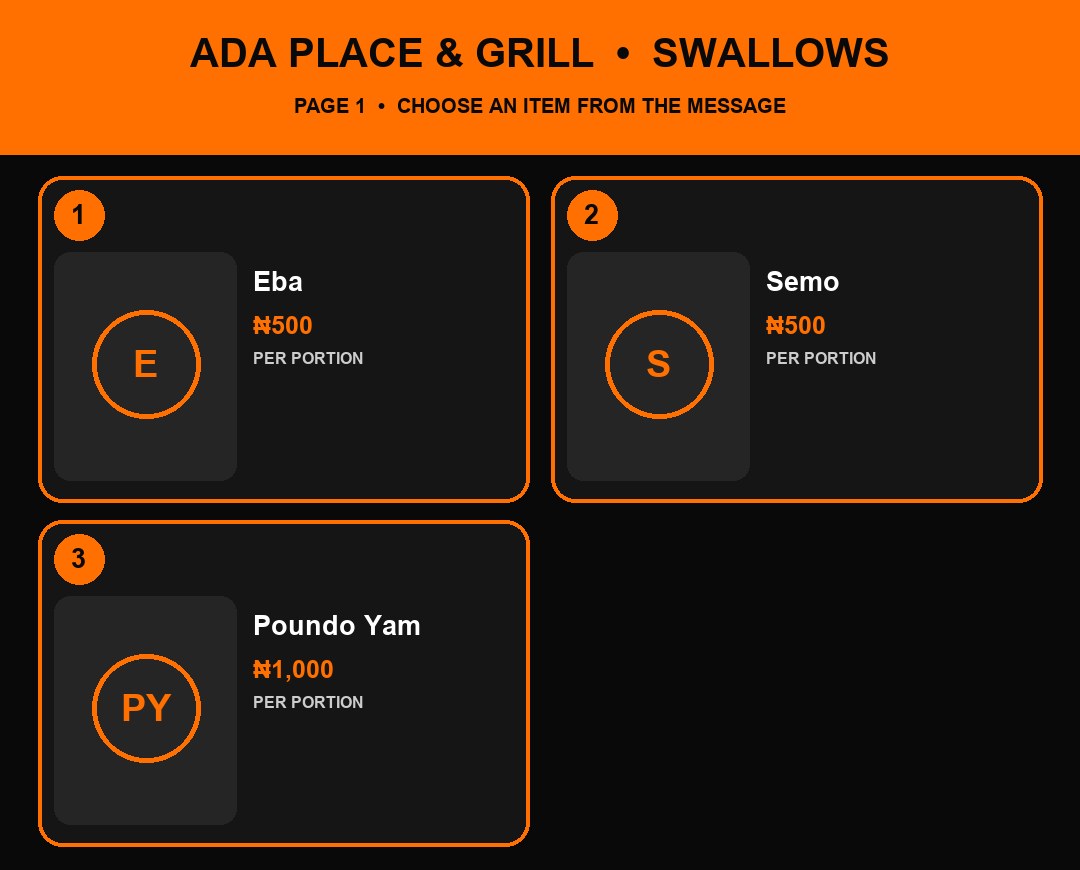 ADA PLACE & GRILL • SWALLOWS
PAGE 1 • CHOOSE AN ITEM FROM THE MESSAGE
1
E
Eba
₦500
PER PORTION
2
S
Semo
₦500
PER PORTION
3
PY
Poundo Yam
₦1,000
PER PORTION